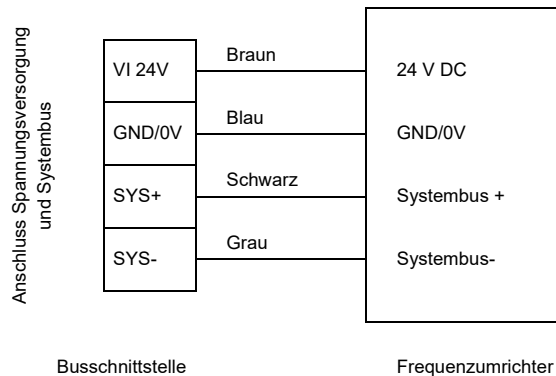 Anschluss Spannungsversorgung
und Systembus
VI 24V
Braun
24 V DC
GND/0V
Blau
GND/0V
SYS+
Schwarz
Systembus +
SYS-
Grau
Systembus-
Busschnittstelle
Frequenzumrichter